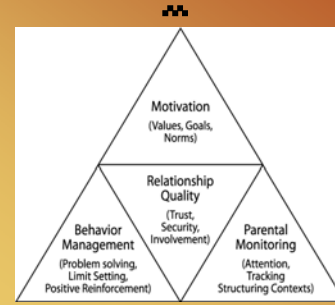 Motivation
(Values, Goals,
Norms)
Relationship
Quality
(Trust,
Security,
Involvement)
Behavior
Management
(Problem solving,
Limit Setting,
Positive Reinforcement)
Parental
Monitoring
(Attention,
Tracking
Structuring Contexts)